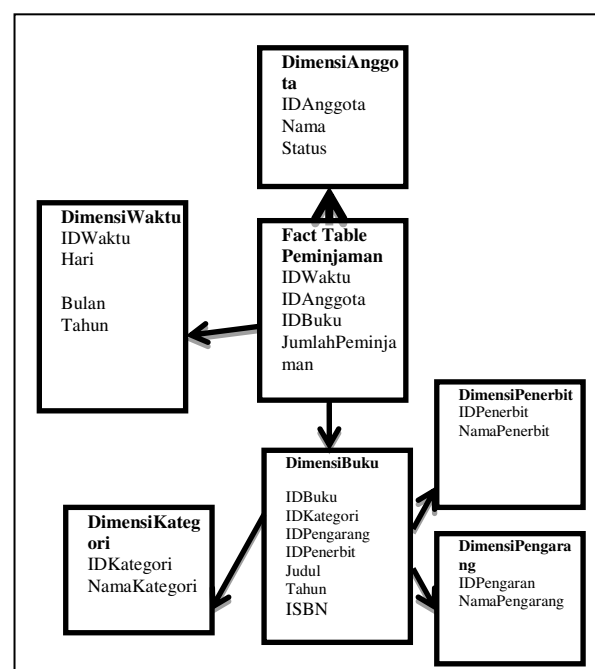 DimensiAnggo
ta
IDAnggota
Nama
Status
DimensiWaktu
IDWaktu
Hari
Bulan
Tahun
Fact Table
Peminjaman
IDWaktu
IDAnggota
IDBuku
JumlahPeminja
man
DimensiPenerbit
IDPenerbit
NamaPenerbit
DimensiBuku
IDBuku
IDKategori
IDPengarang
IDPenerbit
Judul
Tahun
ISBN
DimensiKateg
ori
IDKategori
NamaKategori
DimensiPengara
ng
IDPengaran
NamaPengarang